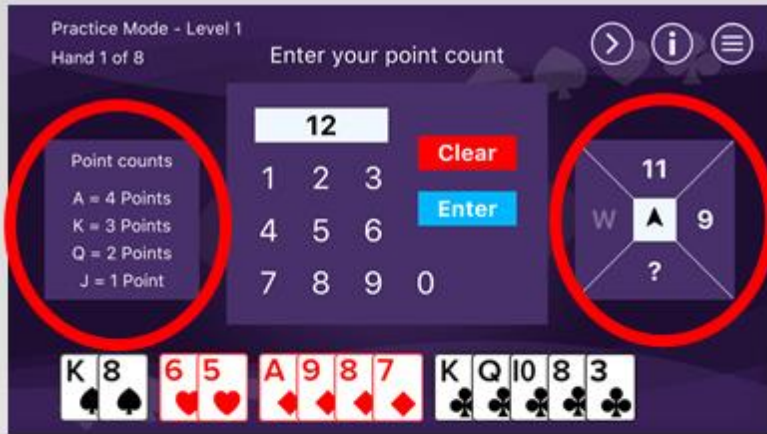 Practice Mode - Level 1
Hand 1 of 8
Enter your point count
i
Point counts
A = 4 Points
K = 3 Points
Q = 2 Points
J = 1 Point
12
Clear
1 2 3
Enter
4 5 6
7 8 9 0
11
W 9
?
K 8 6 5 A 9 8 7 K Q 10 8 3